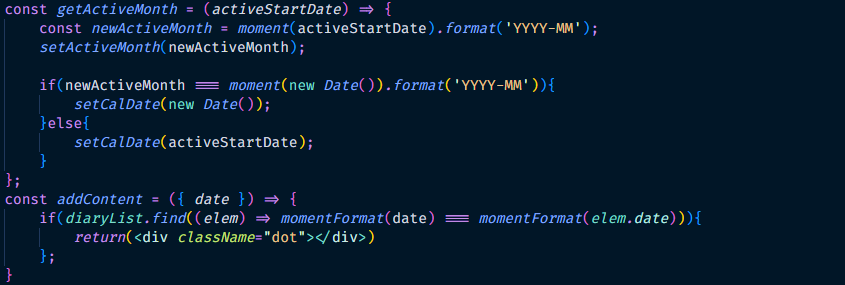 const getActiveMonth = (activeStartDate) => {
    const newActiveMonth = moment(activeStartDate).format('YYYY-MM');
    setActiveMonth(newActiveMonth);

    if(newActiveMonth === moment(new Date()).format('YYYY-MM')){
        setCalDate(new Date());
    }else{
        setCalDate(activeStartDate);
    }
};
const addContent = ({ date }) => {
    if(diaryList.find((elem) => momentFormat(date) === momentFormat(elem.date))){
        return(<div className="dot"></div>)
    };
}